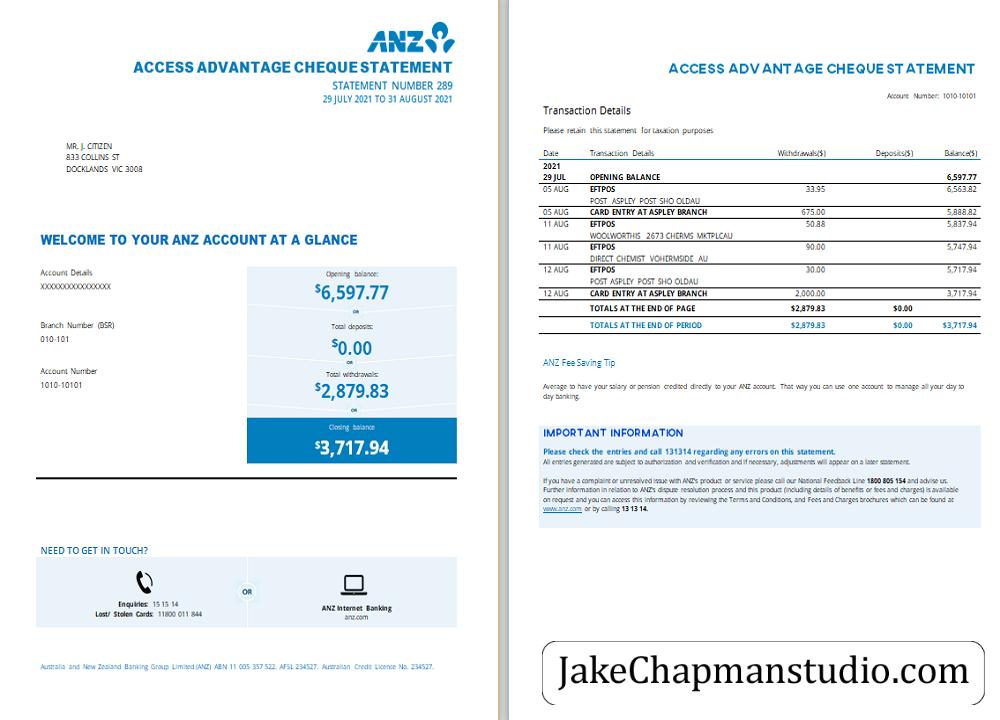 ANZ
ACCESS ADVANTAGE CHEQUE STATEMENT
STATEMENT NUMBER 289
29 JULY 2021 TO 31 AUGUST 2021
MR. J. CITIZEN
833 COLLINS ST
DOCKLANDS VIC 3008
WELCOME TO YOUR ANZ ACCOUNT AT A GLANCE
Account Details
XXXXXXXXXXXXXXXX
Branch Number (BSR)
010-101
Account Number
1010-10101
Opening balance:
$6,597.77
OR
Total deposits:
$0.00
OR
Total withdrawals:
$2,879.83
OR
Closing balance
$3,717.94
NEED TO GET IN TOUCH?
Enquiries: 15 15 14
Lost/ Stolen Cards: 11800 011 844
OR
ANZ Internet Banking
anz.com
Australia and New Zealand Banking Group Limited (ANZ) ABN 11 005 357 522. AFSL 234527. Australian Credit Licence No. 234527.
ACCESS ADVANTAGE CHEQUE STATEMENT
Account Number: 1010-10101
Transaction Details
Please retain this statement for taxation purposes
Date Transaction Details Withdrawals($) Deposits($) Balance($)
2021
29 JUL OPENING BALANCE 6,597.77
05 AUG EFTPOS 33.95 6,563.82
POST ASPLEY POST SHO OLDAU
05 AUG CARD ENTRY AT ASPLEY BRANCH 675.00 5,888.82
11 AUG EFTPOS 50.88 5,837.94
WOOLWORTHIS 2673 CHERMS MKTPLCAU
11 AUG EFTPOS 90.00 5,747.94
DIRECT CHEMIST VOHERMSIDE AU
12 AUG EFTPOS 30.00 5,717.94
POST ASPLEY POST SHO OLDAU
12 AUG CARD ENTRY AT ASPLEY BRANCH 2,000.00 3,717.94
TOTALS AT THE END OF PAGE $2,879.83 $0.00
TOTALS AT THE END OF PERIOD $2,879.83 $0.00 $3,717.94
ANZ Fee Saving Tip
Average to have your salary or pension credited directly to your ANZ account. That way you can use one account to manage all your day to
day banking.
IMPORTANT INFORMATION
Please check the entries and call 131314 regarding any errors on this statement.
All entries generated are subject to authorization and verification and if necessary, adjustments will appear on a later statement.
If you have a complaint or unresolved issue with ANZ's product or service please call our National Feedback Line 1800 805 154 and advise us.
Further information in relation to ANZ's dispute resolution process and this product (including details of benefits or fees and charges) is available
on request and you can access this information by reviewing the Terms and Conditions, and Fees and Charges brochures which can be found at
www.anz.com or by calling 13 13 14.
JakeChapmanstudio.com